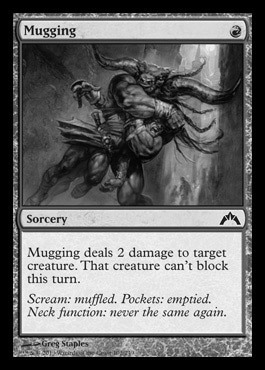 Mugging
Sorcery
Mugging deals 2 damage to target
creature. That creature can't block
this turn.
Scream: muffled. Pockets: emptied.
Neck function: never the same again.
Greg Staples